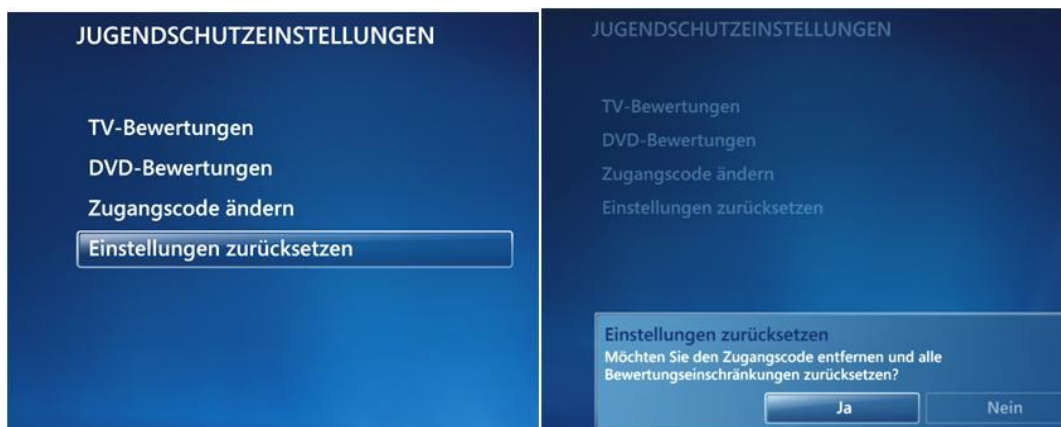 JUGENDSCHUTZEINSTELLUNGEN
TV-Bewertungen
DVD-Bewertungen
Zugangscode ändern
Einstellungen zurücksetzen
JUGENDSCHUTZEINSTELLUNGEN
TV-Bewertungen
DVD-Bewertungen
Zugangscode ändern
Einstellungen zurücksetzen
Einstellungen zurücksetzen
Möchten Sie den Zugangscode entfernen und alle
Bewertungseinschränkungen zurücksetzen?
Ja Nein